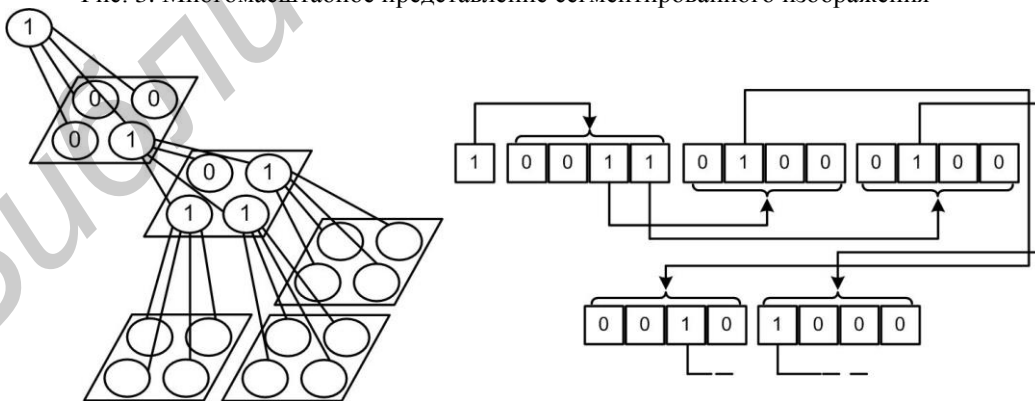 Рис. 3. Многомасштабное представление сегментированного изображения
1
0 0
0 1
0 1
1 1
1 0 0 1 1 0 1 0 0 0 1 0 0
0 0 1 0 1 0 0 0